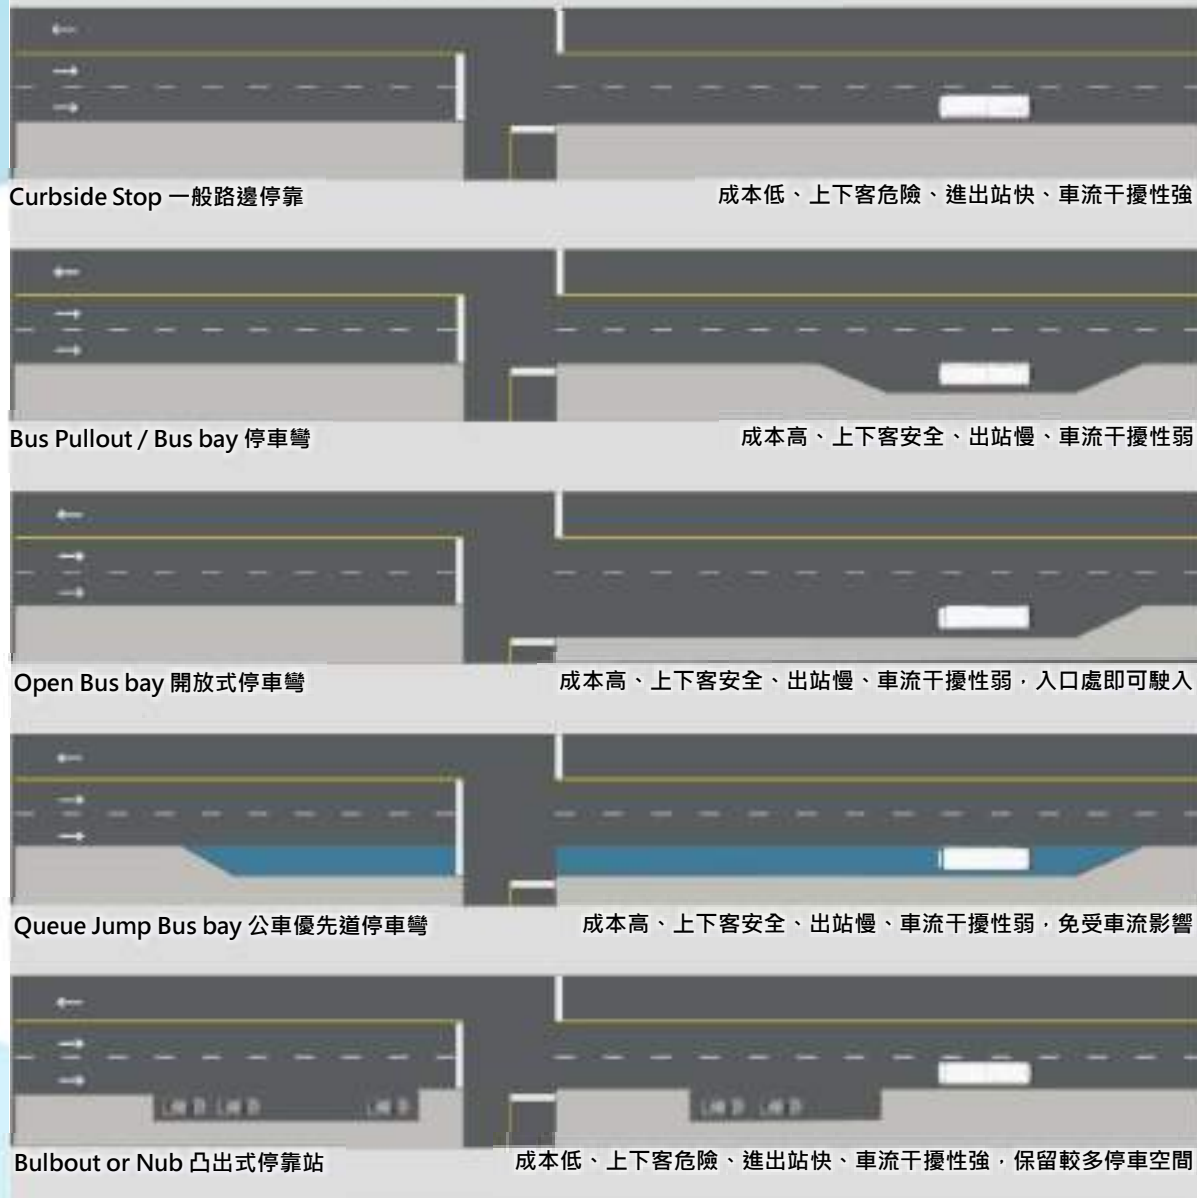 Curbside Stop 一般路邊停靠
成本低、上下客危險、進出站快、車流干擾性強
Bus Pullout / Bus bay 停車彎
成本高、上下客安全、出站慢、車流干擾性弱
Open Bus bay 開放式停車彎
成本高、上下客安全、出站慢、車流干擾性弱，入口處即可駛入
Queue Jump Bus bay 公車優先道停車彎
成本高、上下客安全、出站慢、車流干擾性弱，免受車流影響
Bulbout or Nub 凸出式停靠站
成本低、上下客危險、進出站快、車流干擾性強，保留較多停車空間